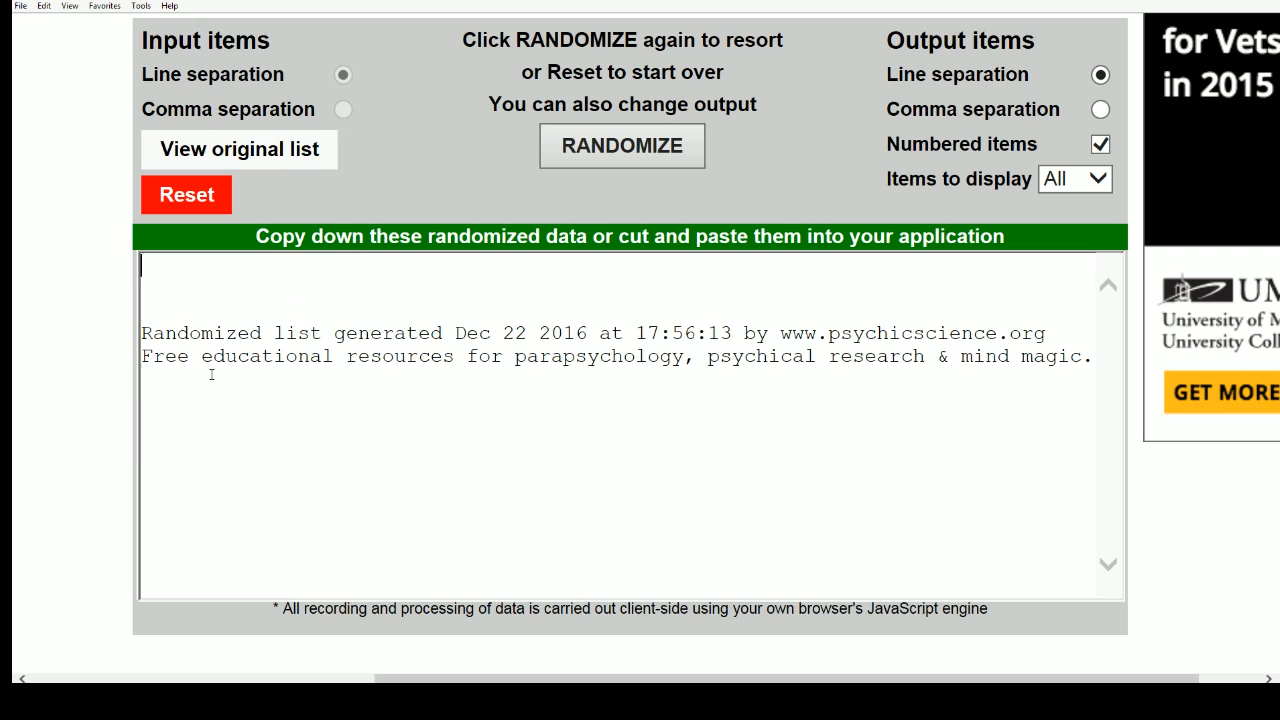 File Edit View Favorites Tools Help
Input items
Line separation
Comma separation
View original list
Reset
Click RANDOMIZE again to resort
or Reset to start over
You can also change output
RANDOMIZE
Output items
Line separation
Comma separation
Numbered items
Items to display All
Copy down these randomized data or cut and paste them into your application
Randomized list generated Dec 22 2016 at 17:56:13 by www.psychicscience.org
Free educational resources for parapsychology, psychical research & mind magic.
* All recording and processing of data is carried out client-side using your own browser's JavaScript engine
for Vets
in 2015
University of
University
GET MORE